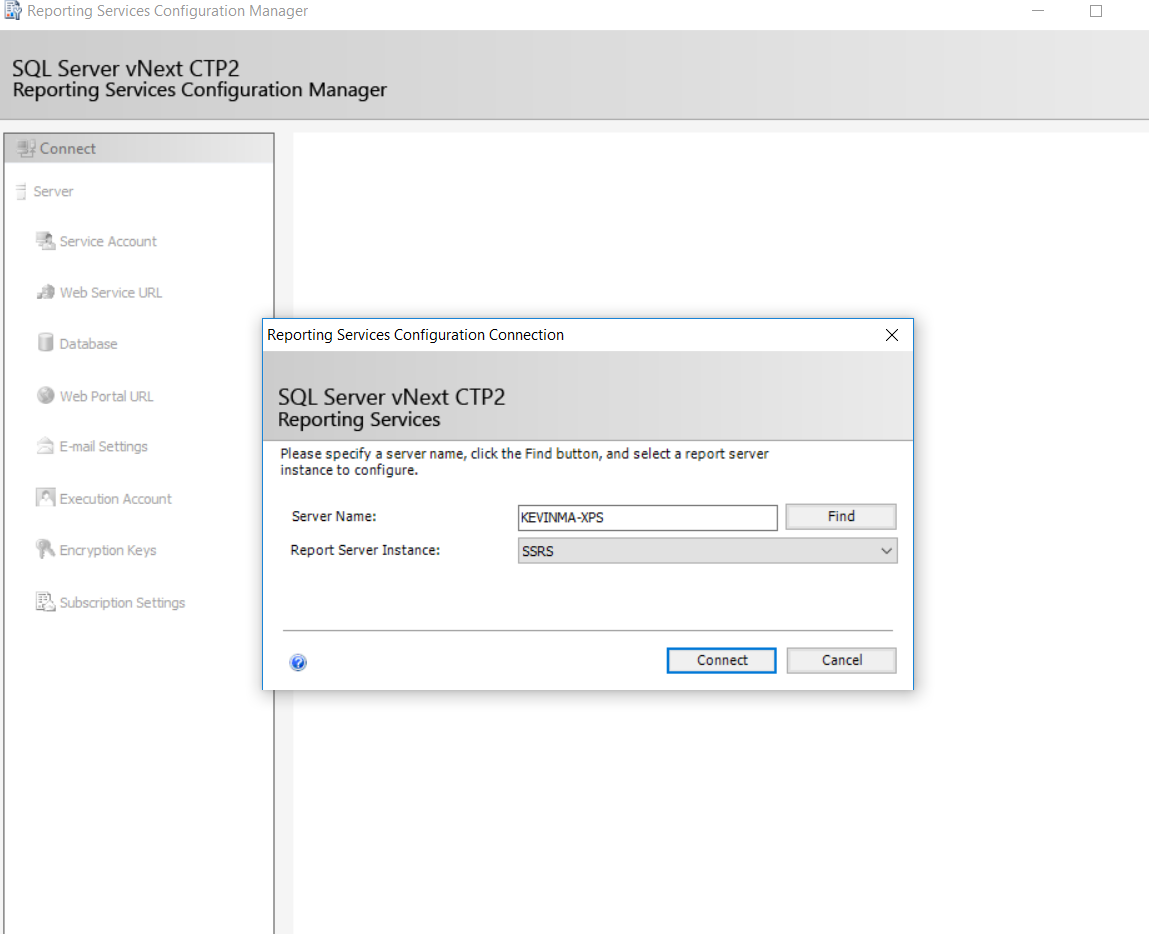 Reporting Services Configuration Manager
SQL Server vNext CTP2
Reporting Services Configuration Manager
Connect
Server
Service Account
Web Service URL
Database
Web Portal URL
E-mail Settings
Execution Account
Encryption Keys
Subscription Settings
Reporting Services Configuration Connection
SQL Server vNext CTP2
Reporting Services
Please specify a server name, click the Find button, and select a report server
instance to configure.
Server Name: KEVINMA-XPS Find
Report Server Instance: SSRS
? Connect Cancel